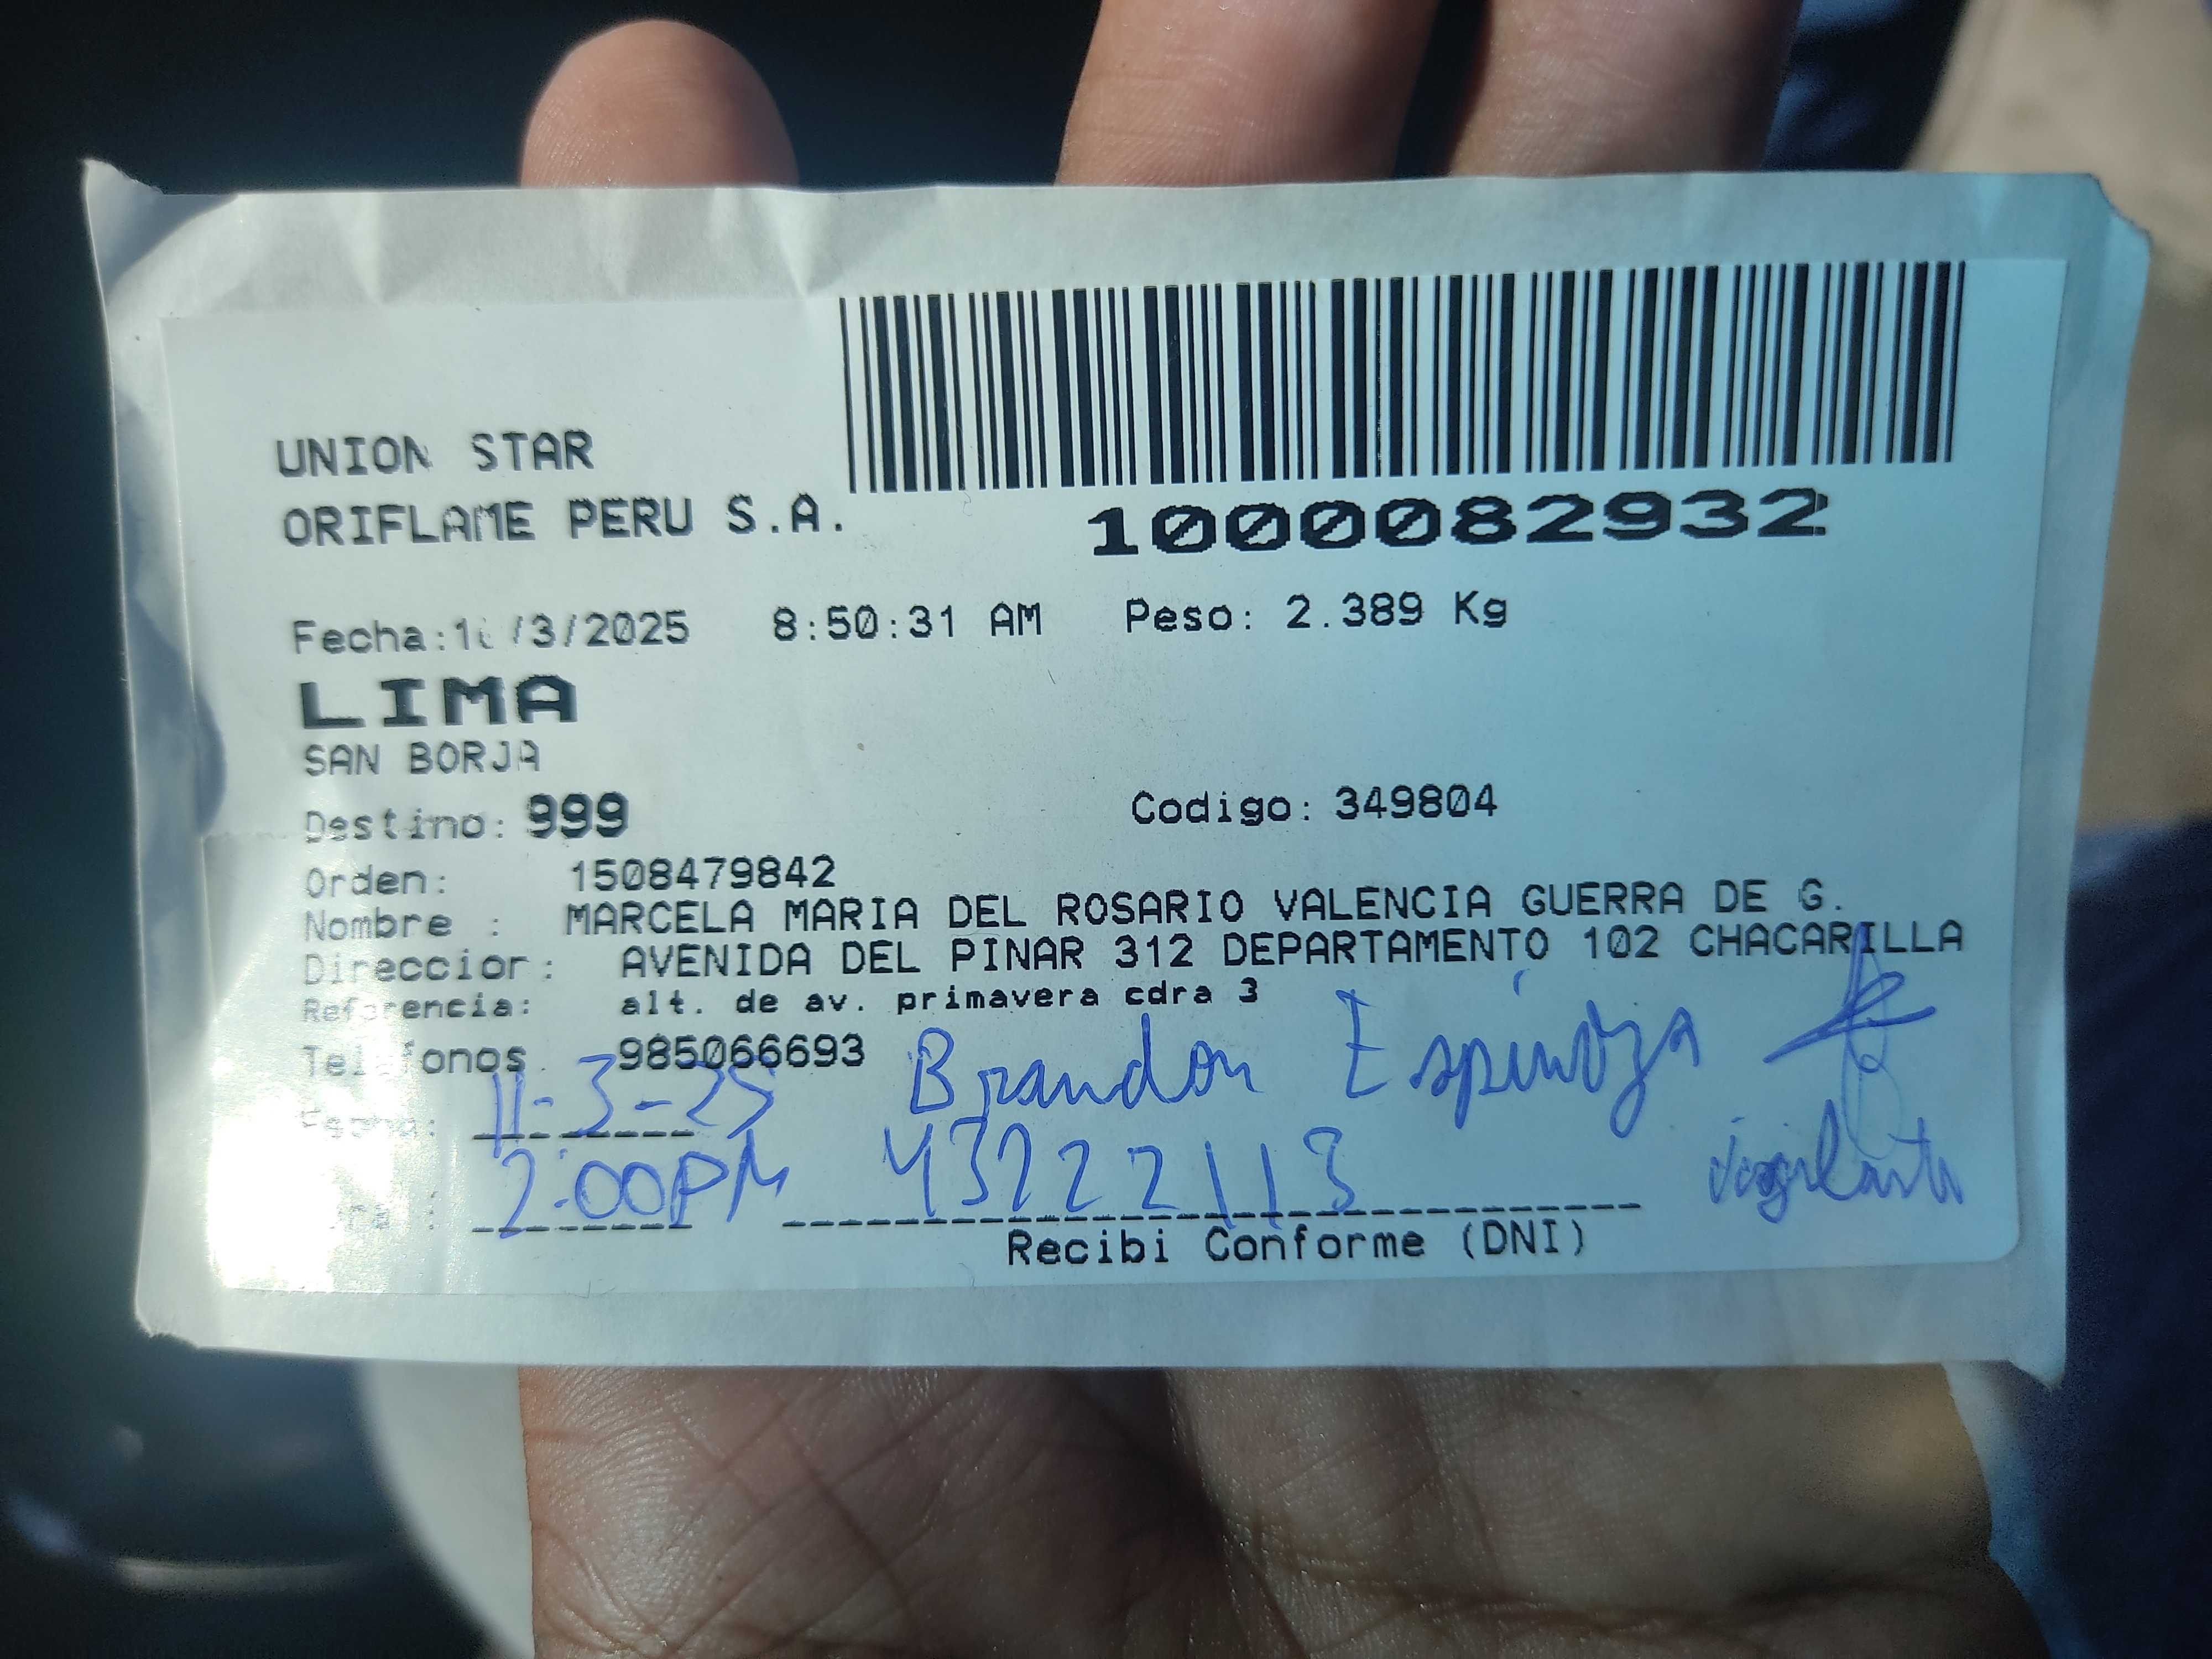 UNION STAR
ORIFLAME PERU S.A.
1000082932
Fecha: /3/2025 8:50:31 AM Peso: 2.389 Kg
LIMA
SAN BORJA
Destino: 999 Codigo: 349804
Orden: 1508479842
Nombre : MARCELA MARIA DEL ROSARIO VALENCIA GUERRA DE G.
Direccior: AVENIDA DEL PINAR 312 DEPARTAMENTO 102 CHACARILLA
Referencia: alt. de av. primavera cdra 3
Telefonos. 985066693
Fecha: 11-3-25 Brandon Espinoza
2:00PM 43222113 vigilante
Recibi Conforme (DNI)